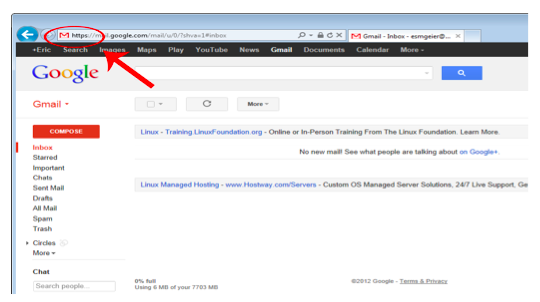 https://mail.google.com/mail/u/0/?shva=1#inbox
Gmail - Inbox - esmgeier@...
+Eric Search Images Maps Play YouTube News Gmail Documents Calendar More
Google
Gmail
More
COMPOSE
Linux - Training.LinuxFoundation.org - Online or In-Person Training From The Linux Foundation. Learn More.
Inbox
No new mail! See what people are talking about on Google+.
Starred
Important
Chats
Sent Mail
Linux Managed Hosting - www.Hostway.com/Servers - Custom OS Managed Server Solutions, 24/7 Live Support, Ge
Drafts
All Mail
Spam
Trash
Circles
More
Chat
Search people...
0% full
Using 6 MB of your 7703 MB
©2012 Google - Terms & Privacy